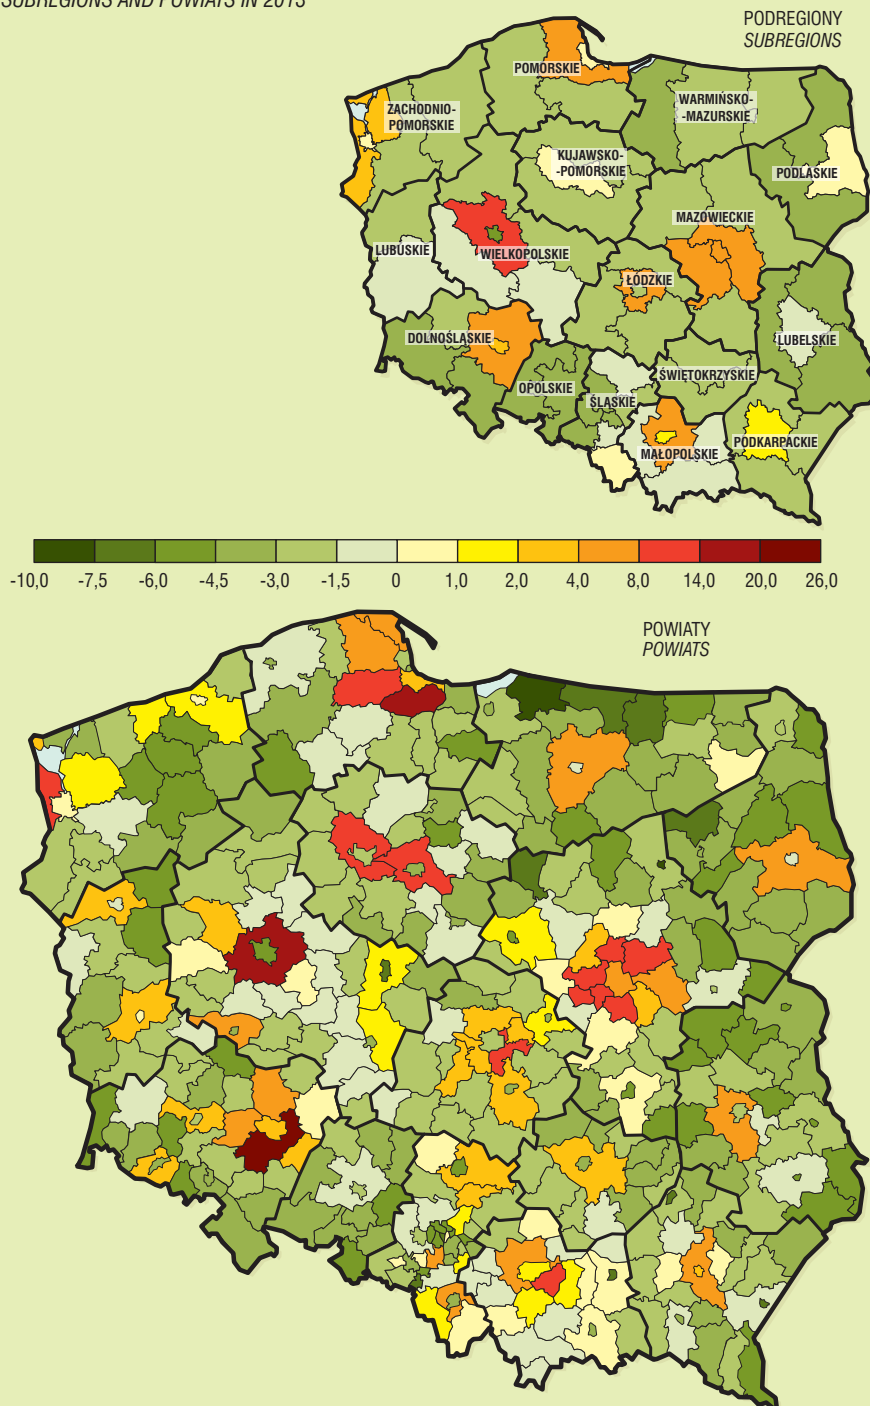 SUBREGIONS AND POWIATS IN 2013
PODREGIONY
SUBREGIONS
POMORSKIE
ZACHODNIO-
POMORSKIE
WARMIŃSKO-
-MAZURSKIE
KUJAWSKO-
-POMORSKIE
PODLASKIE
MAZOWIECKIE
LUBUSKIE
WIELKOPOLSKIE
ŁÓDZKIE
DOLNOŚLĄSKIE
LUBELSKIE
OPOLSKIE
ŚWIĘTOKRZYSKIE
ŚLĄSKIE
PODKARPACKIE
MAŁOPOLSKIE
-10,0 -7,5 -6,0 -4,5 -3,0 -1,5 0 1,0 2,0 4,0 8,0 14,0 20,0 26,0
POWIATY
POWIATS